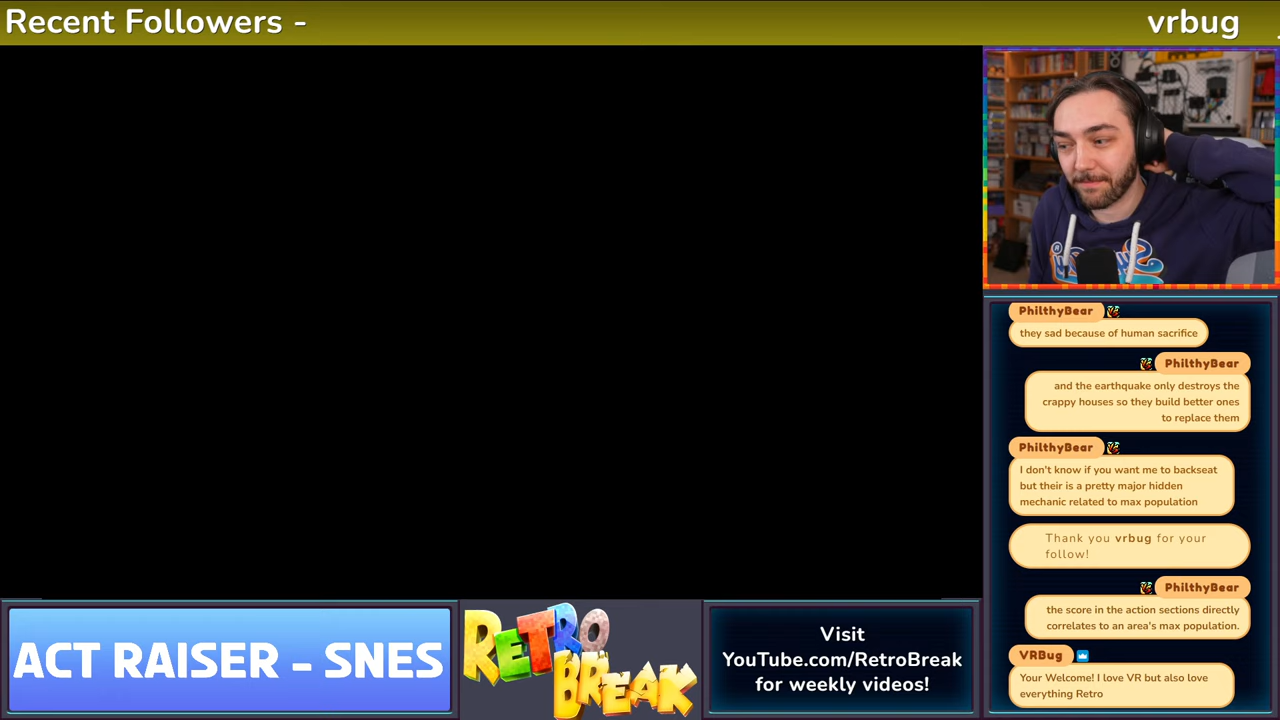 Recent Followers -
vrbug
PhilthyBear
they sad because of human sacrifice
PhilthyBear
and the earthquake only destroys the
crappy houses so they build better ones
to replace them
PhilthyBear
I don't know if you want me to backseat
but their is a pretty major hidden
mechanic related to max population
Thank you vrbug for your
follow!
PhilthyBear
the score in the action sections directly
correlates to an area's max population.
VRBug
Your Welcome! I love VR but also love
everything Retro
ACT RAISER - SNES
RETRO
BREAK
Visit
YouTube.com/RetroBreak
for weekly videos!